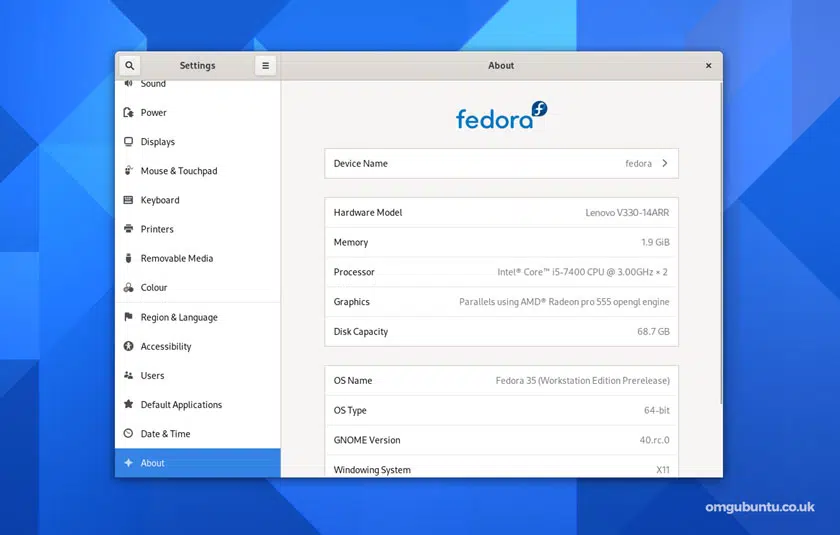 Settings
About
Sound
Power
Displays
Mouse & Touchpad
Keyboard
Printers
Removable Media
Colour
Region & Language
Accessibility
Users
Default Applications
Date & Time
About
fedora
Device Name fedora
Hardware Model Lenovo V330-14ARR
Memory 1.9 GiB
Processor Intel® Core™ i5-7400 CPU @ 3.00GHz × 2
Graphics Parallels using AMD® Radeon pro 555 opengl engine
Disk Capacity 68.7 GB
OS Name Fedora 35 (Workstation Edition Prerelease)
OS Type 64-bit
GNOME Version 40.rc.0
Windowing System X11
omgubuntu.co.uk